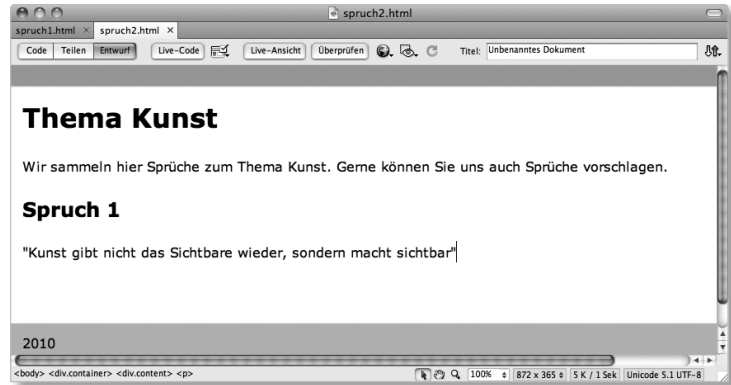 spruch2.html
spruch1.html × spruch2.html ×
Code Teilen Entwurf Live-Code Live-Ansicht Überprüfen Titel: Unbenanntes Dokument
Thema Kunst
Wir sammeln hier Sprüche zum Thema Kunst. Gerne können Sie uns auch Sprüche vorschlagen.
Spruch 1
"Kunst gibt nicht das Sichtbare wieder, sondern macht sichtbar"
2010
<body> <div.container> <div.content> <p> 100% 872 x 365 5 K / 1 Sek Unicode 5.1 UTF-8